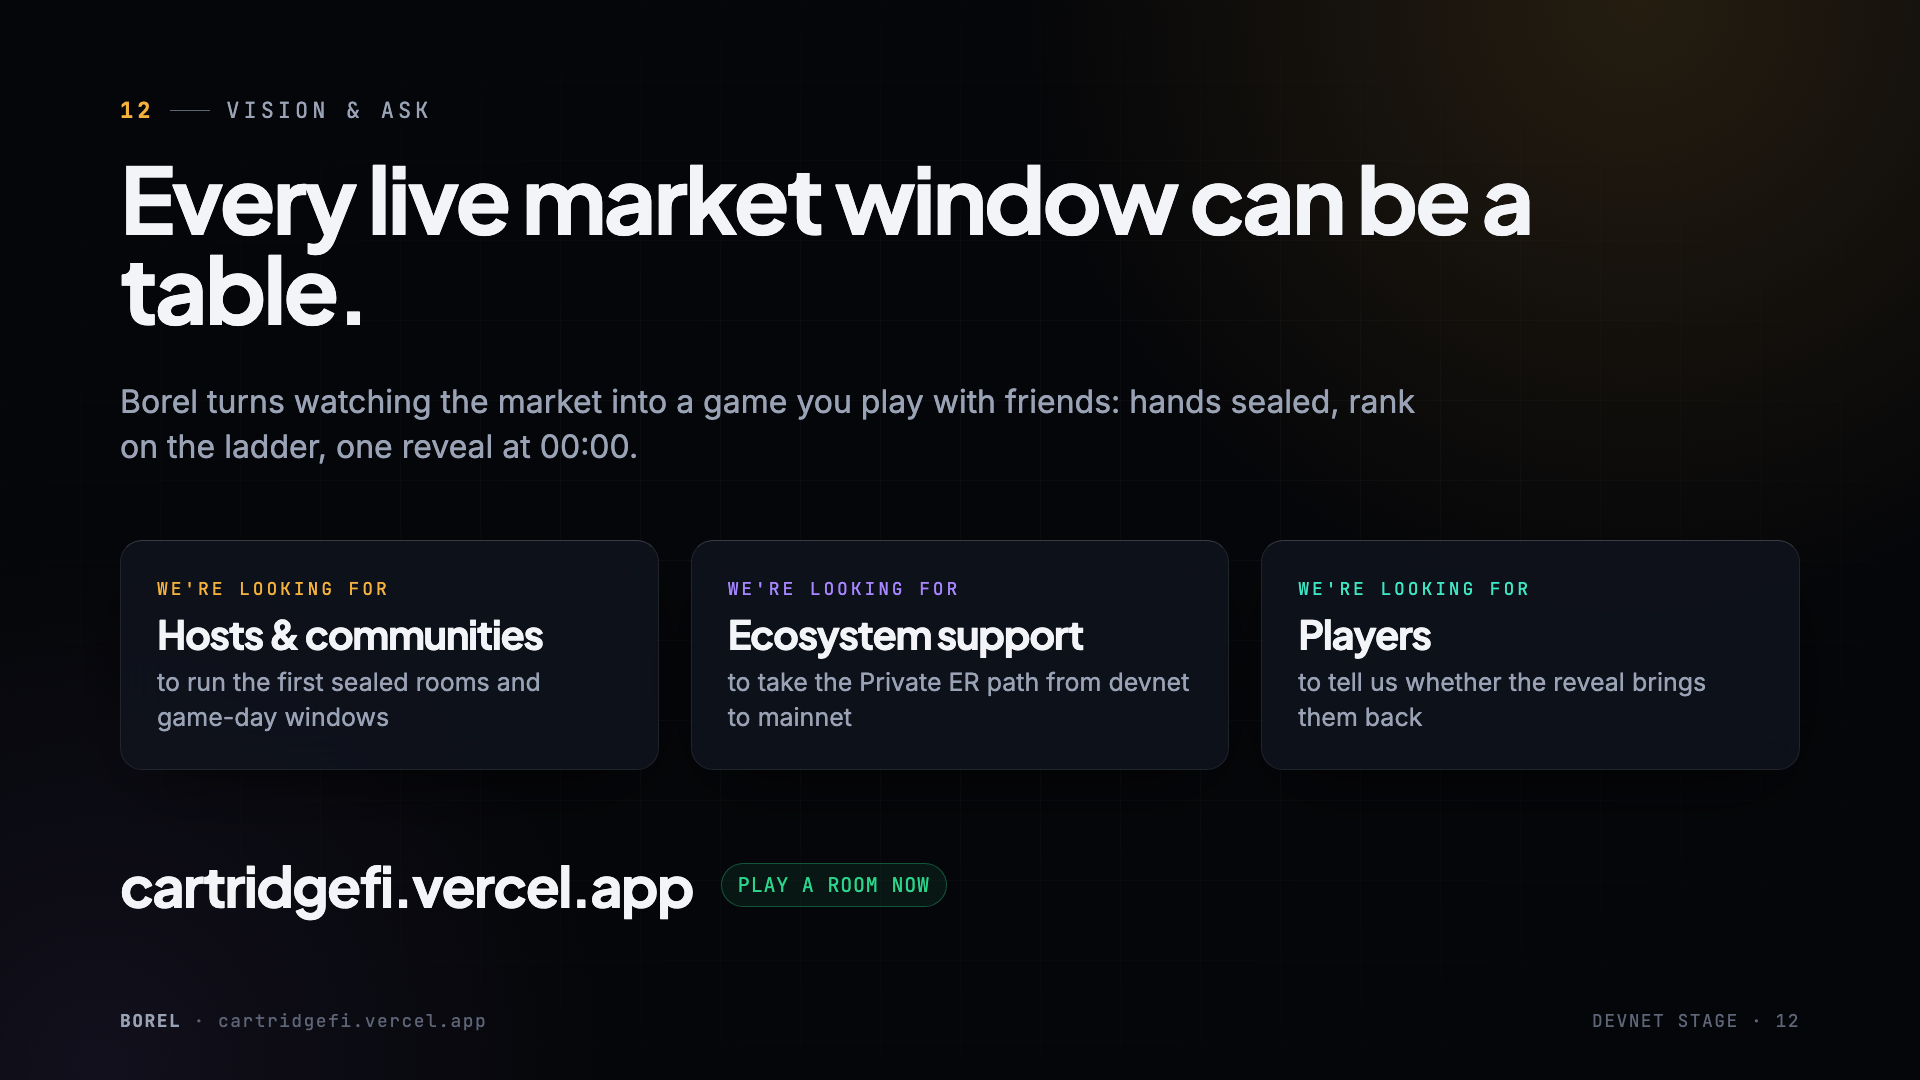 12 — VISION & ASK
Every live market window can be a
table.
Borel turns watching the market into a game you play with friends: hands sealed, rank
on the ladder, one reveal at 00:00.
WE'RE LOOKING FOR
Hosts & communities
to run the first sealed rooms and
game-day windows
WE'RE LOOKING FOR
Ecosystem support
to take the Private ER path from devnet
to mainnet
WE'RE LOOKING FOR
Players
to tell us whether the reveal brings
them back
cartridgefi.vercel.app
PLAY A ROOM NOW
BOREL · cartridgefi.vercel.app
DEVNET STAGE · 12